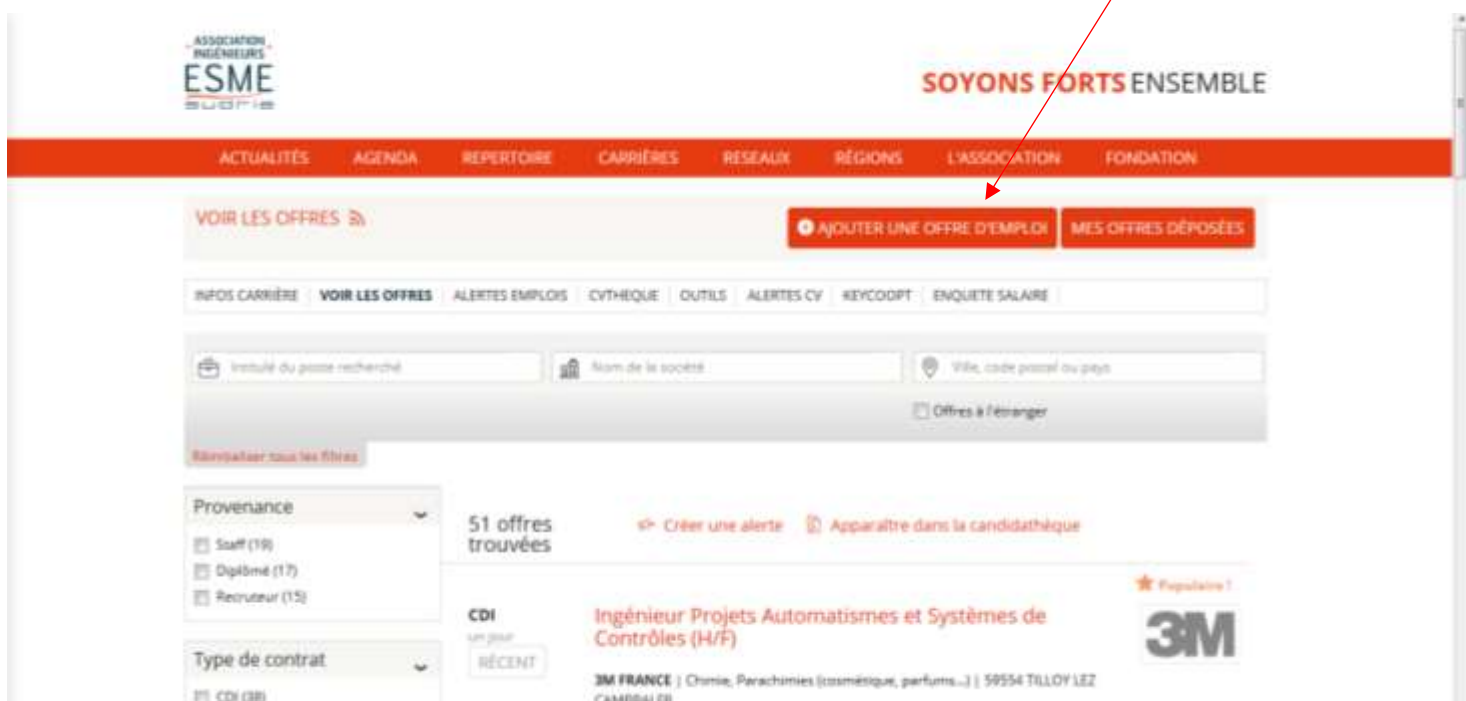 ASSOCIATION
INGÉNIEURS
ESME
sudria
SOYONS FORTS ENSEMBLE
ACTUALITÉS AGENDA REPERTOIRE CARRIÈRES RESEAUX RÉGIONS L'ASSOCIATION FONDATION
VOIR LES OFFRES
AJOUTER UNE OFFRE D'EMPLOI MES OFFRES DÉPOSÉES
INFOS CARRIÈRE VOIR LES OFFRES ALERTES EMPLOIS CVTHEQUE OUTILS ALERTES CV KEYCOOPT ENQUETE SALAIRE
Intitulé du poste recherché Nom de la société Ville, code postal ou pays
Offres à l'étranger
Réinitialiser tous les filtres
Provenance
Staff (19)
Diplômé (17)
Recruteur (15)
Type de contrat
CDI (38)
51 offres
trouvées
Créer une alerte Apparaître dans la candidathèque
Populaire !
CDI
un jour
RÉCENT
Ingénieur Projets Automatismes et Systèmes de
Contrôles (H/F)
3M
3M FRANCE | Chimie, Parachimies (cosmétique, parfums...) | 59554 TILLOY LEZ
CAMBRAI FR